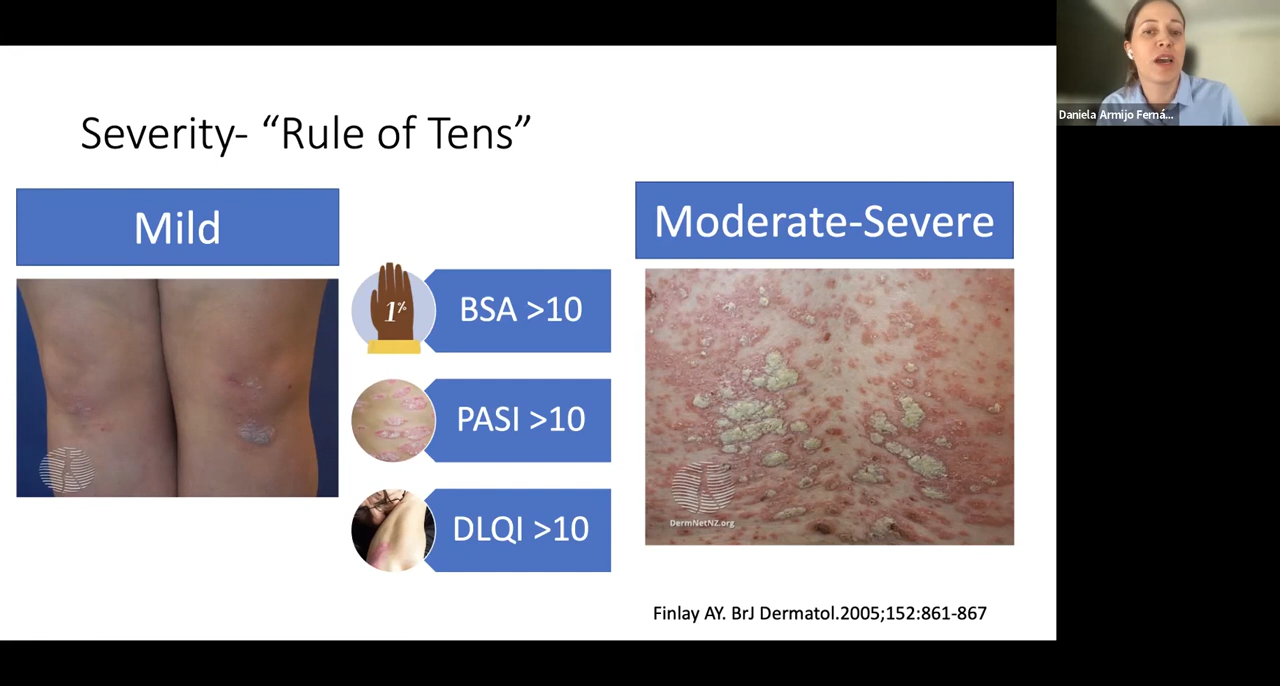 Severity- “Rule of Tens”
Mild
Moderate-Severe
1%
BSA >10
PASI >10
DLQI >10
DermNetNZ.org
Finlay AY. BrJ Dermatol.2005;152:861-867
Daniela Armijo Ferná...